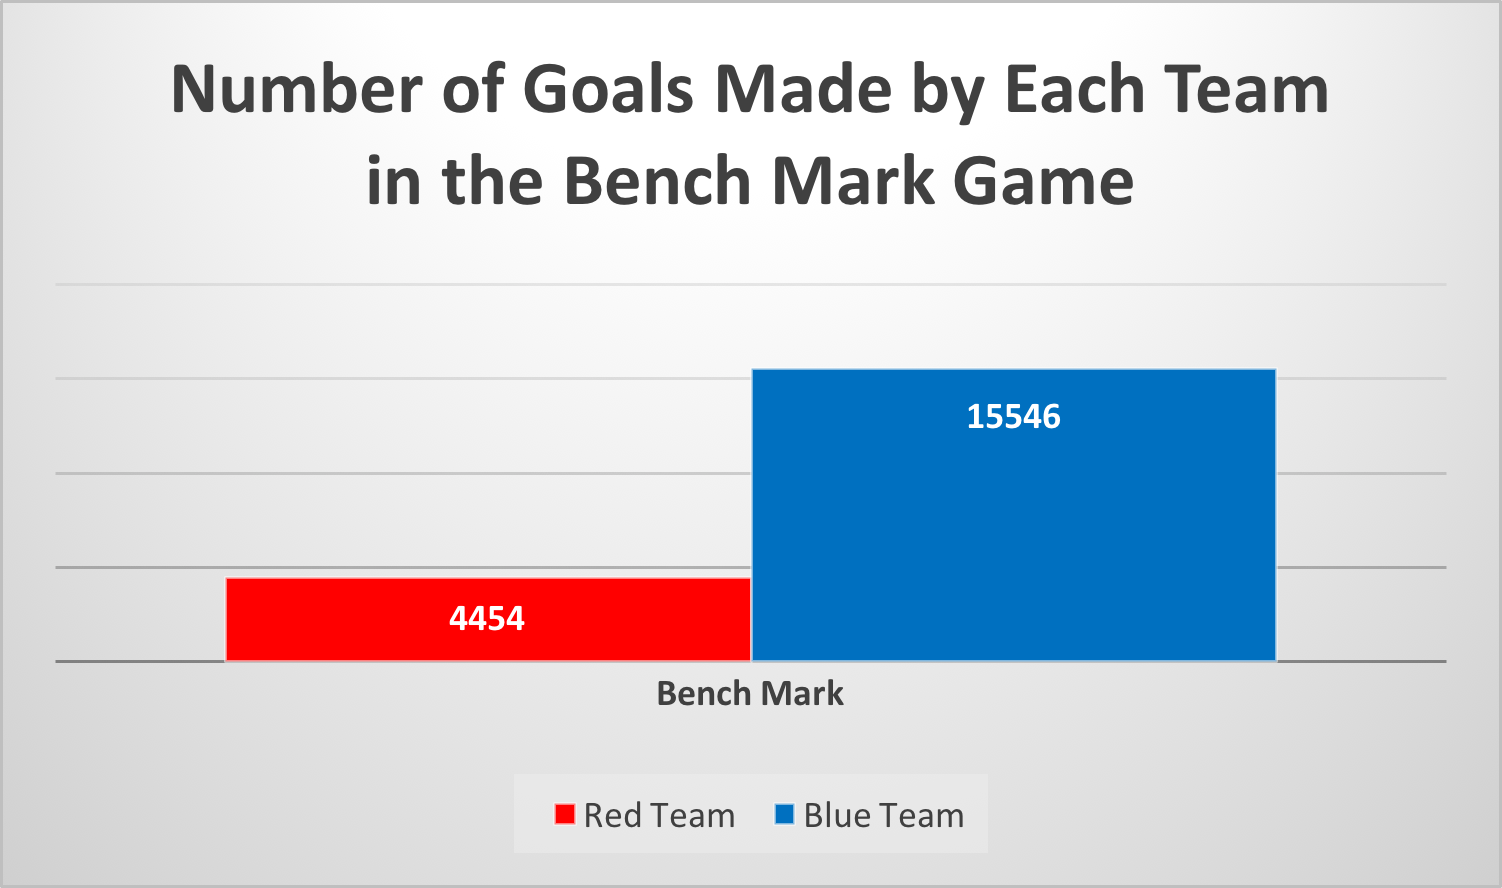 Number of Goals Made by Each Team
in the Bench Mark Game
15546
4454
Bench Mark
Red Team
Blue Team